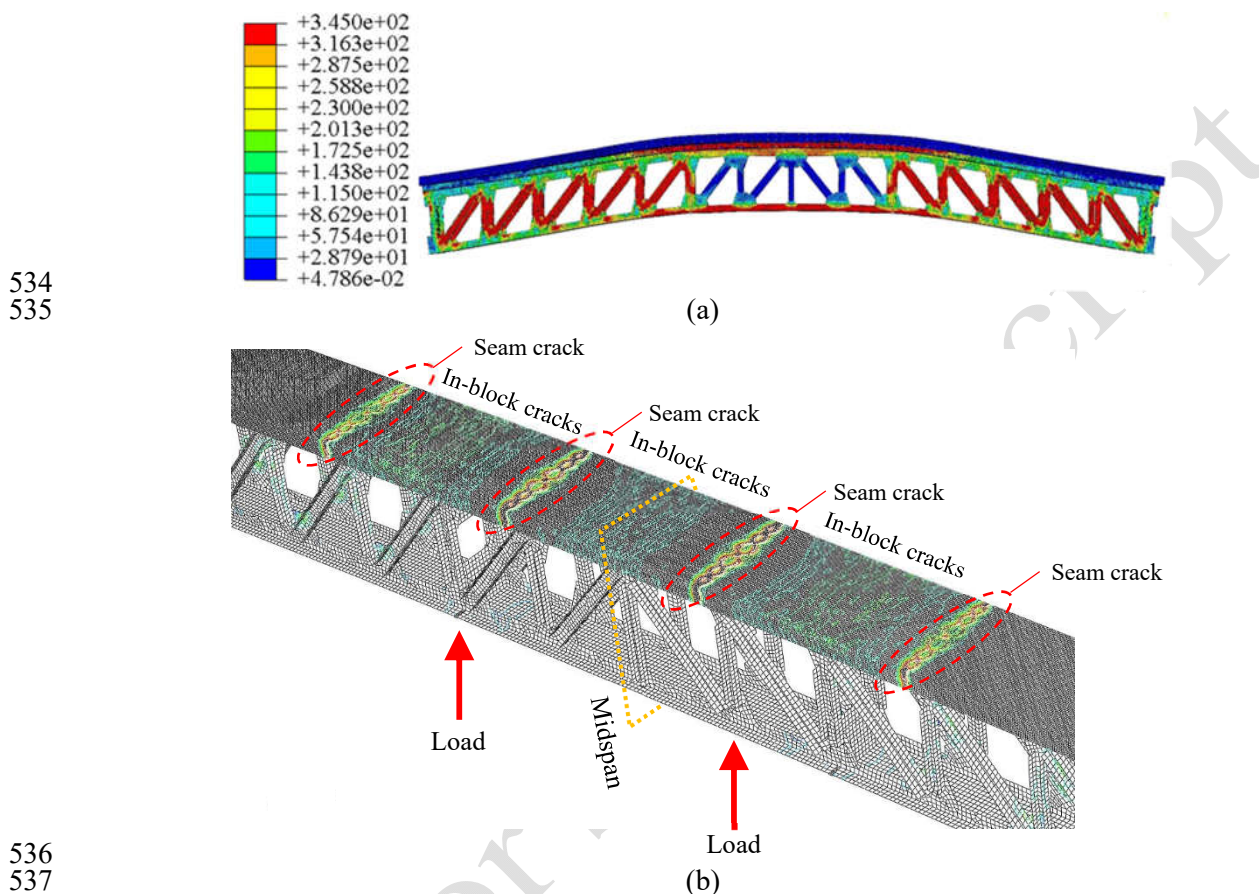 +3.450e+02
+3.163e+02
+2.875e+02
+2.588e+02
+2.300e+02
+2.013e+02
+1.725e+02
+1.438e+02
+1.150e+02
+8.629e+01
+5.754e+01
+2.879e+01
+4.786e-02
534
535
(a)
Seam crack
In-block cracks
Seam crack
In-block cracks
Seam crack
In-block cracks
Seam crack
Midspan
Load
Load
536
537
(b)